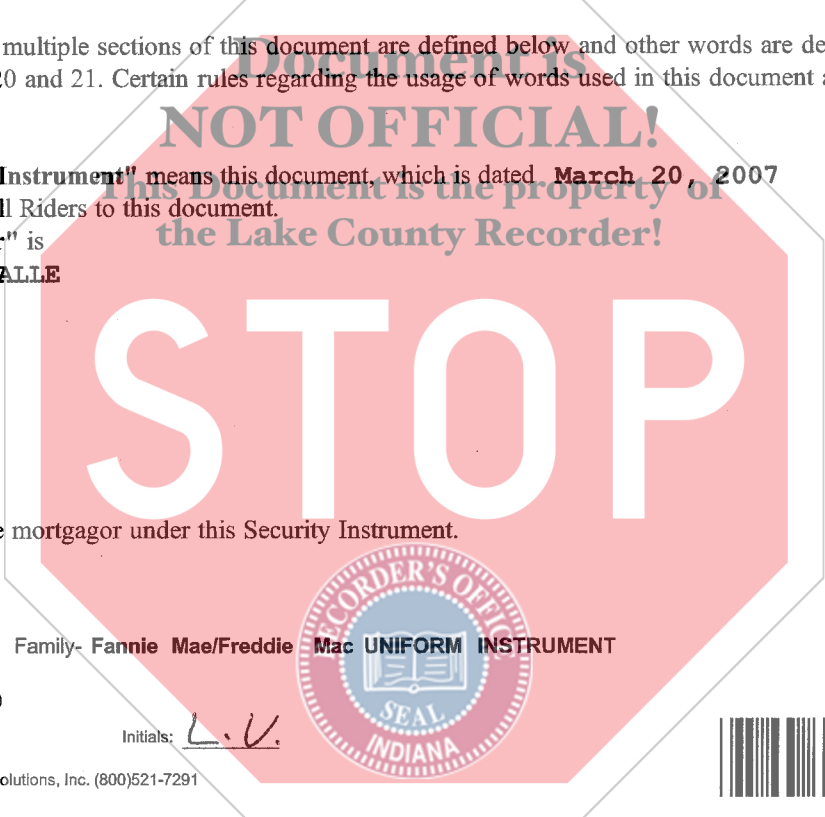 multiple sections of this document are defined below and other words are de
20 and 21. Certain rules regarding the usage of words used in this document a
Document is
NOT OFFICIAL!
Instrument" means this document, which is dated March 20, 2007
This Document is the property of
ll Riders to this document.
the Lake County Recorder!
r" is
ALLE
STOP
e mortgagor under this Security Instrument.
RECORDER'S OFFIC
Family- Fannie Mae/Freddie Mac UNIFORM INSTRUMENT
SEAL
INDIANA
Initials: L. V.
olutions, Inc. (800)521-7291